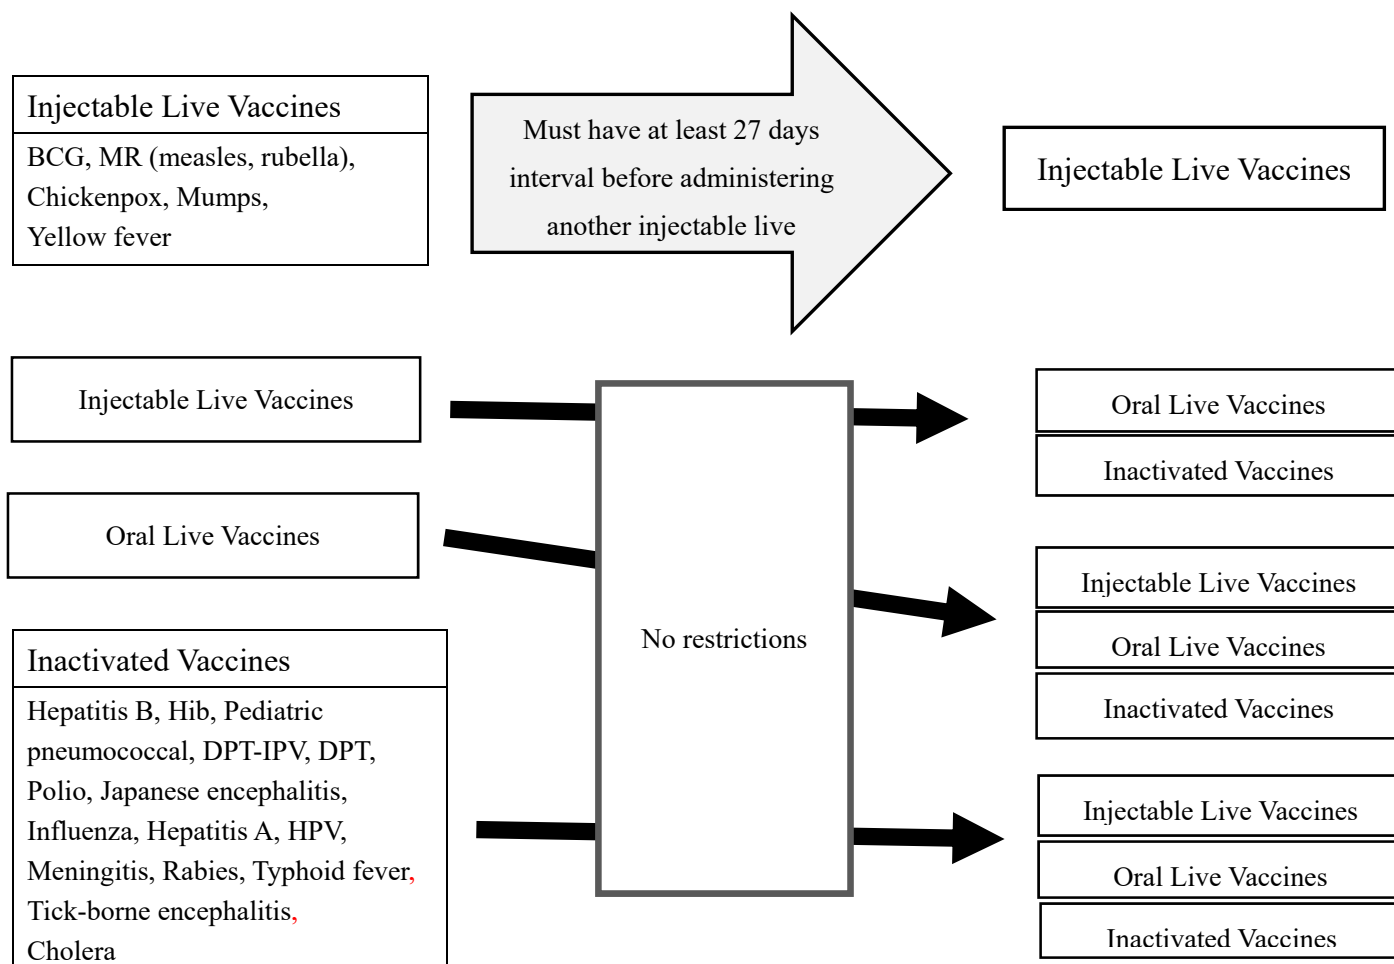 Injectable Live Vaccines
BCG, MR (measles, rubella),
Chickenpox, Mumps,
Yellow fever
Must have at least 27 days
interval before administering
another injectable live
Injectable Live Vaccines
Injectable Live Vaccines
Oral Live Vaccines
Inactivated Vaccines
Hepatitis B, Hib, Pediatric
pneumococcal, DPT-IPV, DPT,
Polio, Japanese encephalitis,
Influenza, Hepatitis A, HPV,
Meningitis, Rabies, Typhoid fever,
Tick-borne encephalitis,
Cholera
No restrictions
Oral Live Vaccines
Inactivated Vaccines
Injectable Live Vaccines
Oral Live Vaccines
Inactivated Vaccines
Injectable Live Vaccines
Oral Live Vaccines
Inactivated Vaccines